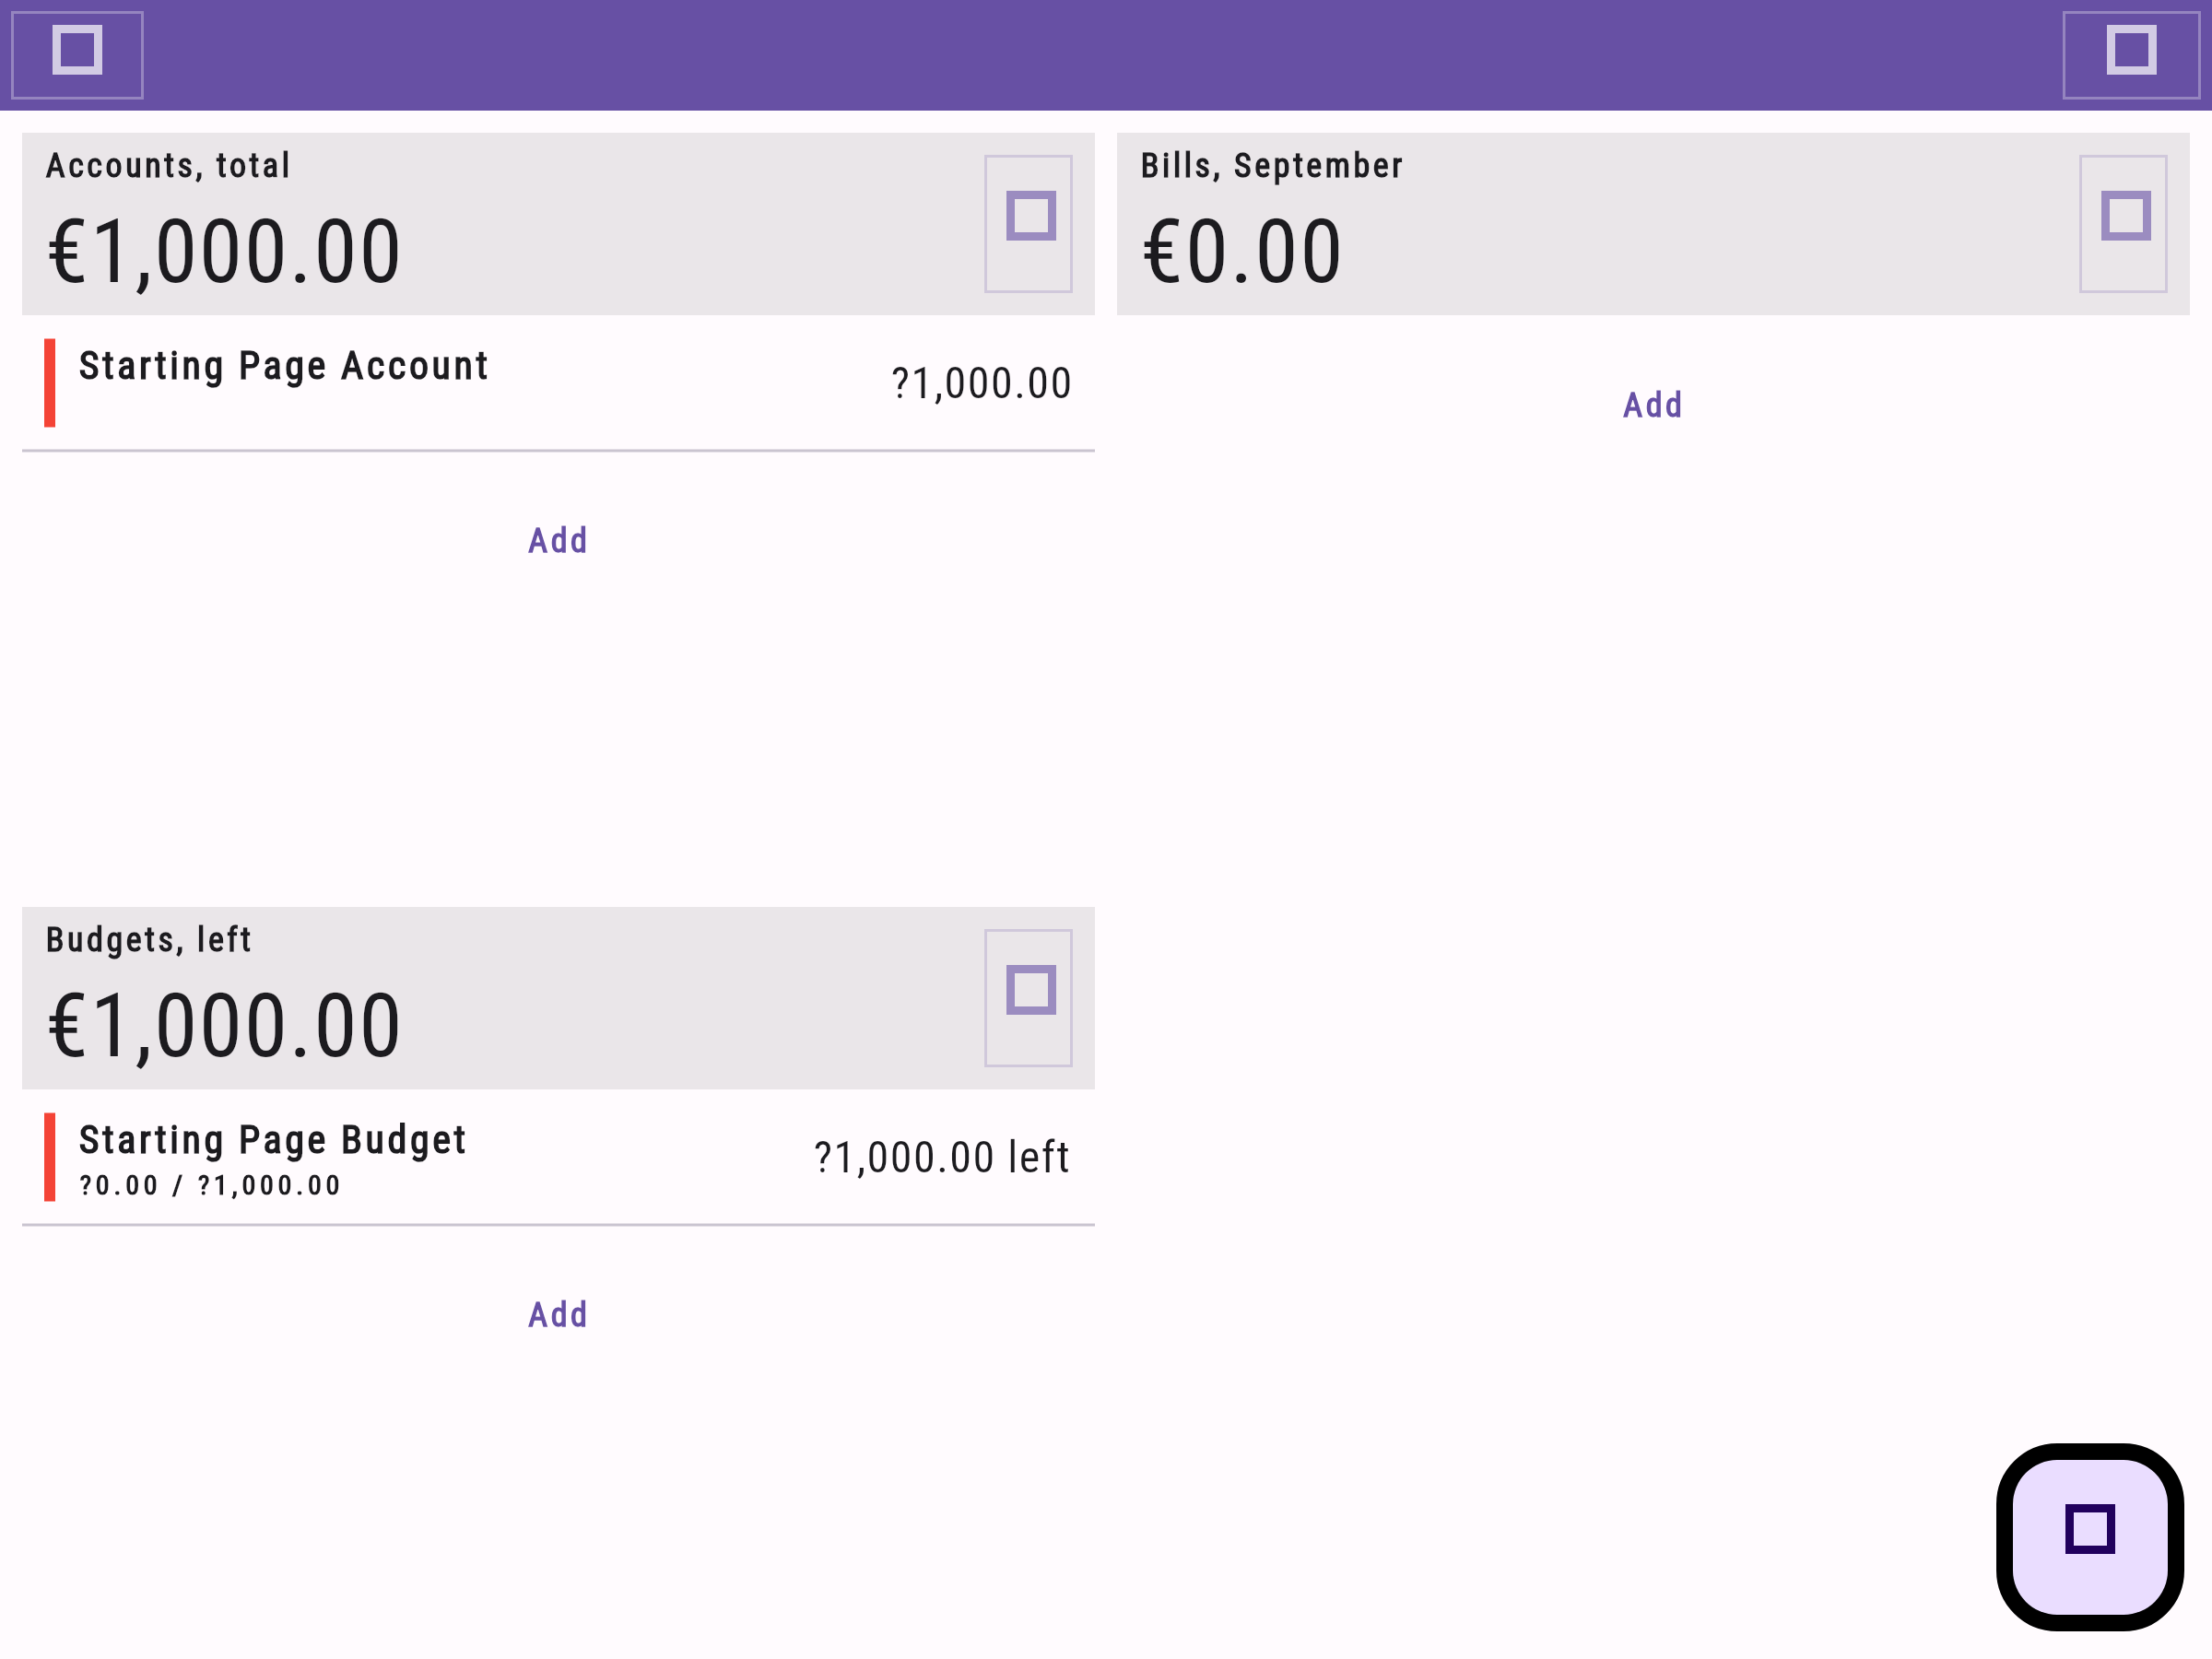 Accounts, total
€1,000.00
Starting Page Account
?1,000.00
Add
Bills, September
€0.00
Add
Budgets, left
€1,000.00
Starting Page Budget
?0.00 / ?1,000.00
?1,000.00 left
Add